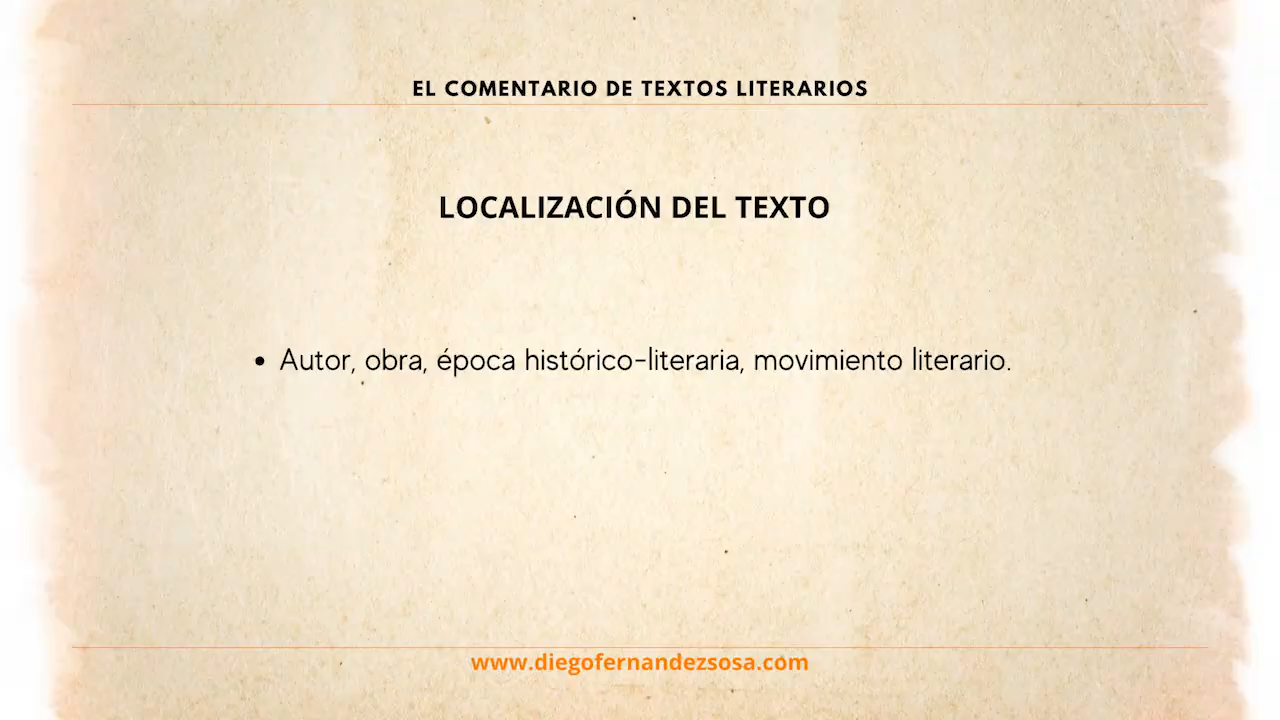 EL COMENTARIO DE TEXTOS LITERARIOS
LOCALIZACIÓN DEL TEXTO
• Autor, obra, época histórico-literaria, movimiento literario.
www.diegofernandezsosa.com